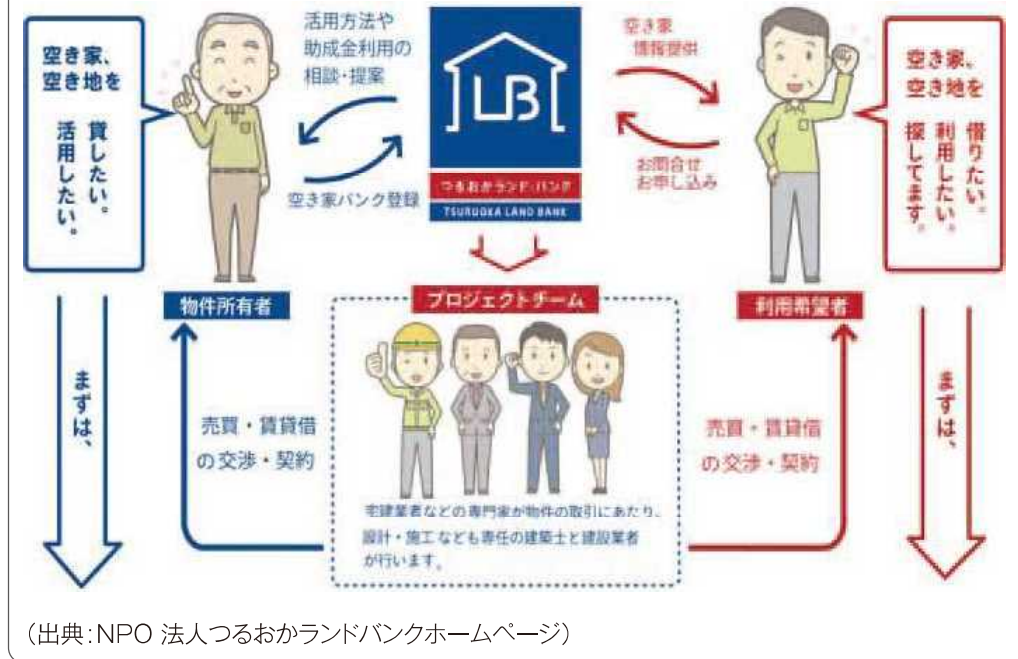 空き家、
空き地を
貸したい。
活用したい。
活用方法や
助成金利用の
相談・提案
空き家バンク登録
LB
つるおかランド・バンク
TSURUOKA LAND BANK
空き家
情報提供
お問合せ
お申し込み
空き家、
空き地を
借りたい。
利用したい。
探してます。
物件所有者
プロジェクトチーム
利用希望者
まずは、
売買・賃貸借
の交渉・契約
宅建業者などの専門家が物件の取引にあたり、
設計・施工なども専任の建築士と建設業者
が行います。
売買・賃貸借
の交渉・契約
まずは、
(出典:NPO 法人つるおかランドバンクホームページ)